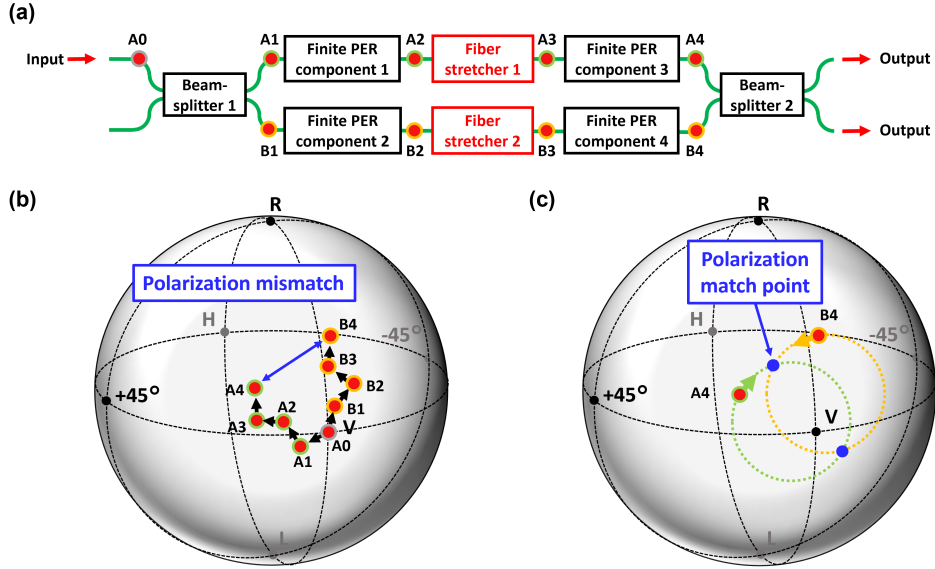 (a)
A0
A1
A2
A3
A4
Input
Finite PER
component 1
Fiber
stretcher 1
Finite PER
component 3
Output
Beam-
splitter 1
Beam-
splitter 2
Finite PER
component 2
Fiber
stretcher 2
Finite PER
component 4
Output
B1
B2
B3
B4
(b)
R
Polarization mismatch
H
B4
-45°
B3
A4
B2
+45°
A2
B1
A3
V
A1
A0
L
(c)
R
Polarization
match point
H
B4
-45°
A4
+45°
V
L